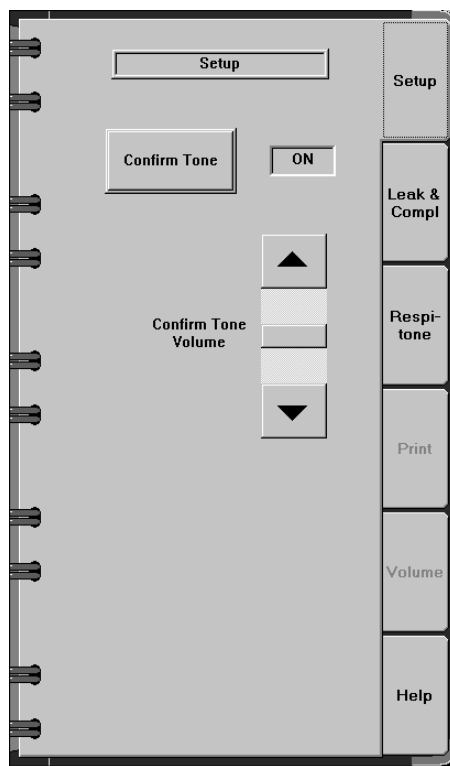 Setup
Confirm Tone
ON
Confirm Tone
Volume
Setup
Leak &
Compl
Respi-
tone
Print
Volume
Help